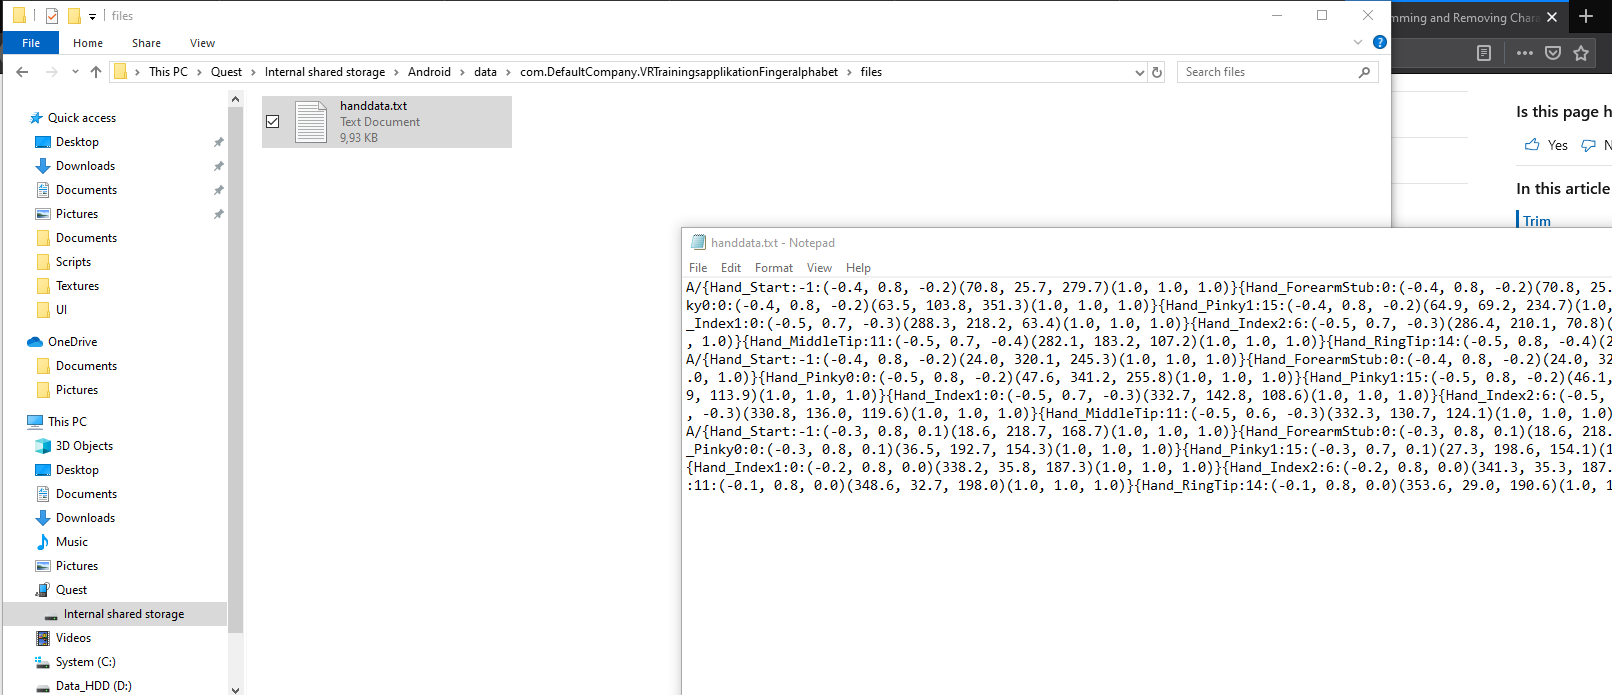 files
mming and Removing Chara
File Home Share View
This PC > Quest > Internal shared storage > Android > data > com.DefaultCompany.VRTrainingsapplikationFingeralphabet > files
Search files
Quick access
Desktop
Downloads
Documents
Pictures
Documents
Scripts
Textures
UI
OneDrive
Documents
Pictures
This PC
3D Objects
Desktop
Documents
Downloads
Music
Pictures
Quest
Internal shared storage
Videos
System (C:)
Data_HDD (D:)
handdata.txt
Text Document
9,93 KB
Is this page h
Yes N
In this article
Trim
handdata.txt - Notepad
File Edit Format View Help
A/{Hand_Start:-1:(-0.4, 0.8, -0.2)(70.8, 25.7, 279.7)(1.0, 1.0, 1.0)}{Hand_ForearmStub:0:(-0.4, 0.8, -0.2)(70.8, 25.
ky0:0:(-0.4, 0.8, -0.2)(63.5, 103.8, 351.3)(1.0, 1.0, 1.0)}{Hand_Pinky1:15:(-0.4, 0.8, -0.2)(64.9, 69.2, 234.7)(1.0,
_Index1:0:(-0.5, 0.7, -0.3)(288.3, 218.2, 63.4)(1.0, 1.0, 1.0)}{Hand_Index2:6:(-0.5, 0.7, -0.3)(286.4, 210.1, 70.8)(
, 1.0)}{Hand_MiddleTip:11:(-0.5, 0.7, -0.4)(282.1, 183.2, 107.2)(1.0, 1.0, 1.0)}{Hand_RingTip:14:(-0.5, 0.8, -0.4)(2
A/{Hand_Start:-1:(-0.4, 0.8, -0.2)(24.0, 320.1, 245.3)(1.0, 1.0, 1.0)}{Hand_ForearmStub:0:(-0.4, 0.8, -0.2)(24.0, 32
.0, 1.0)}{Hand_Pinky0:0:(-0.5, 0.8, -0.2)(47.6, 341.2, 255.8)(1.0, 1.0, 1.0)}{Hand_Pinky1:15:(-0.5, 0.8, -0.2)(46.1,
9, 113.9)(1.0, 1.0, 1.0)}{Hand_Index1:0:(-0.5, 0.7, -0.3)(332.7, 142.8, 108.6)(1.0, 1.0, 1.0)}{Hand_Index2:6:(-0.5,
, -0.3)(330.8, 136.0, 119.6)(1.0, 1.0, 1.0)}{Hand_MiddleTip:11:(-0.5, 0.6, -0.3)(332.3, 130.7, 124.1)(1.0, 1.0, 1.0)
A/{Hand_Start:-1:(-0.3, 0.8, 0.1)(18.6, 218.7, 168.7)(1.0, 1.0, 1.0)}{Hand_ForearmStub:0:(-0.3, 0.8, 0.1)(18.6, 218.
_Pinky0:0:(-0.3, 0.8, 0.1)(36.5, 192.7, 154.3)(1.0, 1.0, 1.0)}{Hand_Pinky1:15:(-0.3, 0.7, 0.1)(27.3, 198.6, 154.1)(1
{Hand_Index1:0:(-0.2, 0.8, 0.0)(338.2, 35.8, 187.3)(1.0, 1.0, 1.0)}{Hand_Index2:6:(-0.2, 0.8, 0.0)(341.3, 35.3, 187.
:11:(-0.1, 0.8, 0.0)(348.6, 32.7, 198.0)(1.0, 1.0, 1.0)}{Hand_RingTip:14:(-0.1, 0.8, 0.0)(353.6, 29.0, 190.6)(1.0, 1